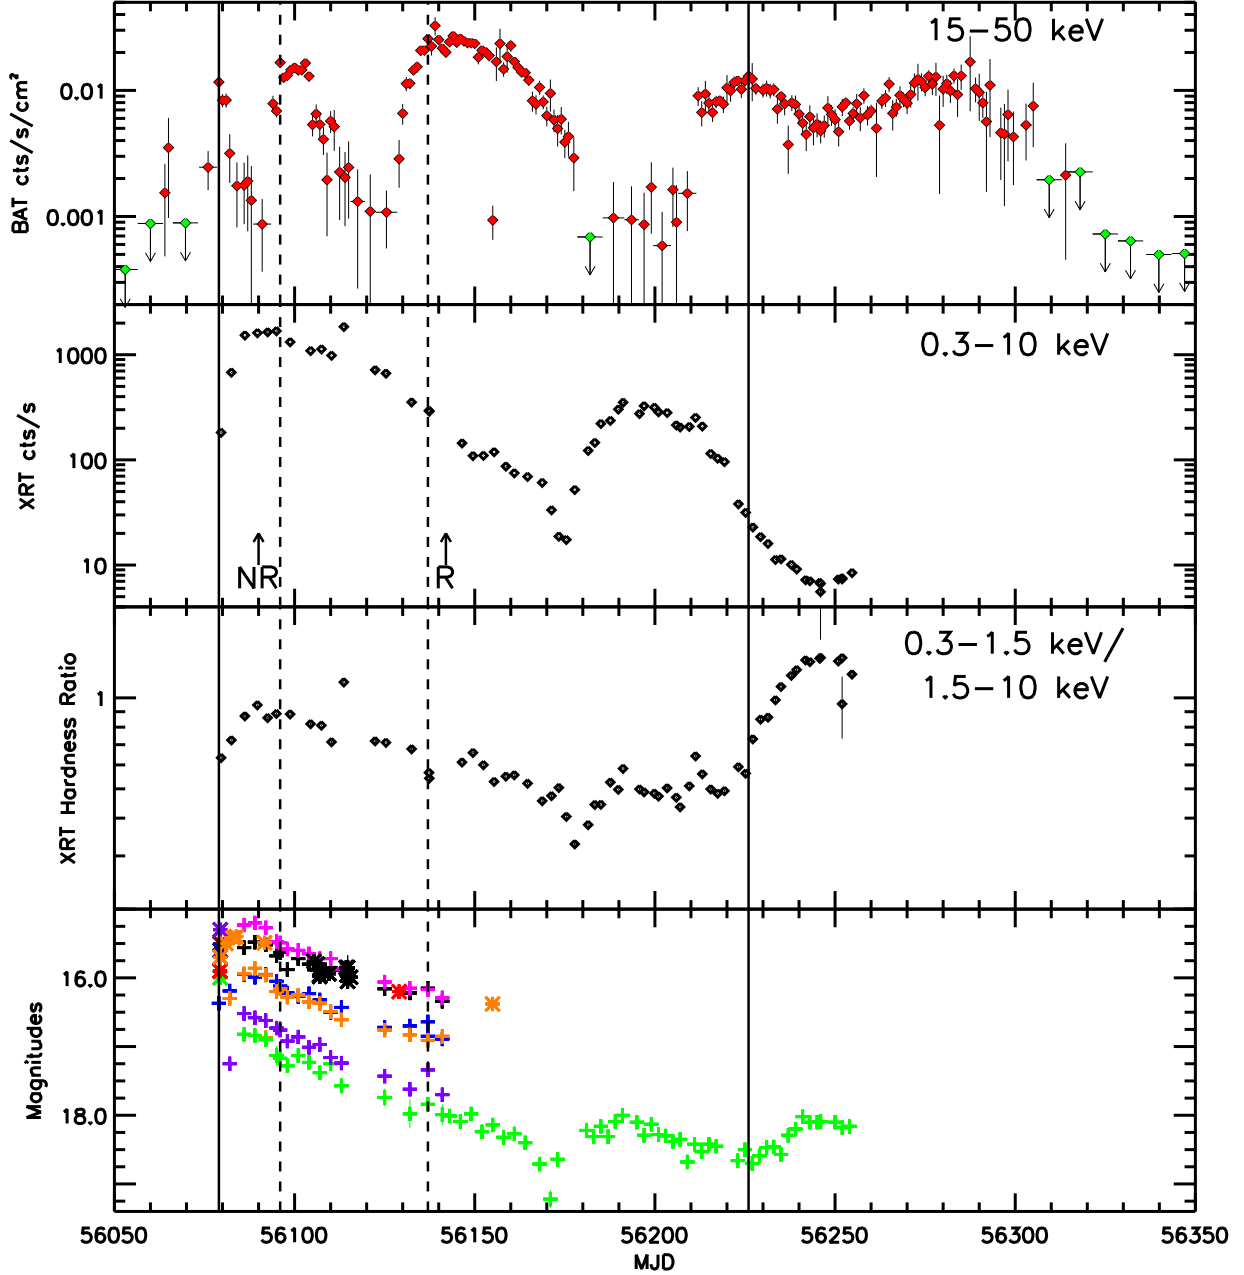 15-50 keV
BAT cts/s/cm²
0.01
0.001
0.3-10 keV
XRT cts/s
1000
100
10
NR
R
0.3-1.5 keV/
1.5-10 keV
XRT Hardness Ratio
1
Magnitudes
16.0
18.0
56050 56100 56150 56200 56250 56300 56350
MJD